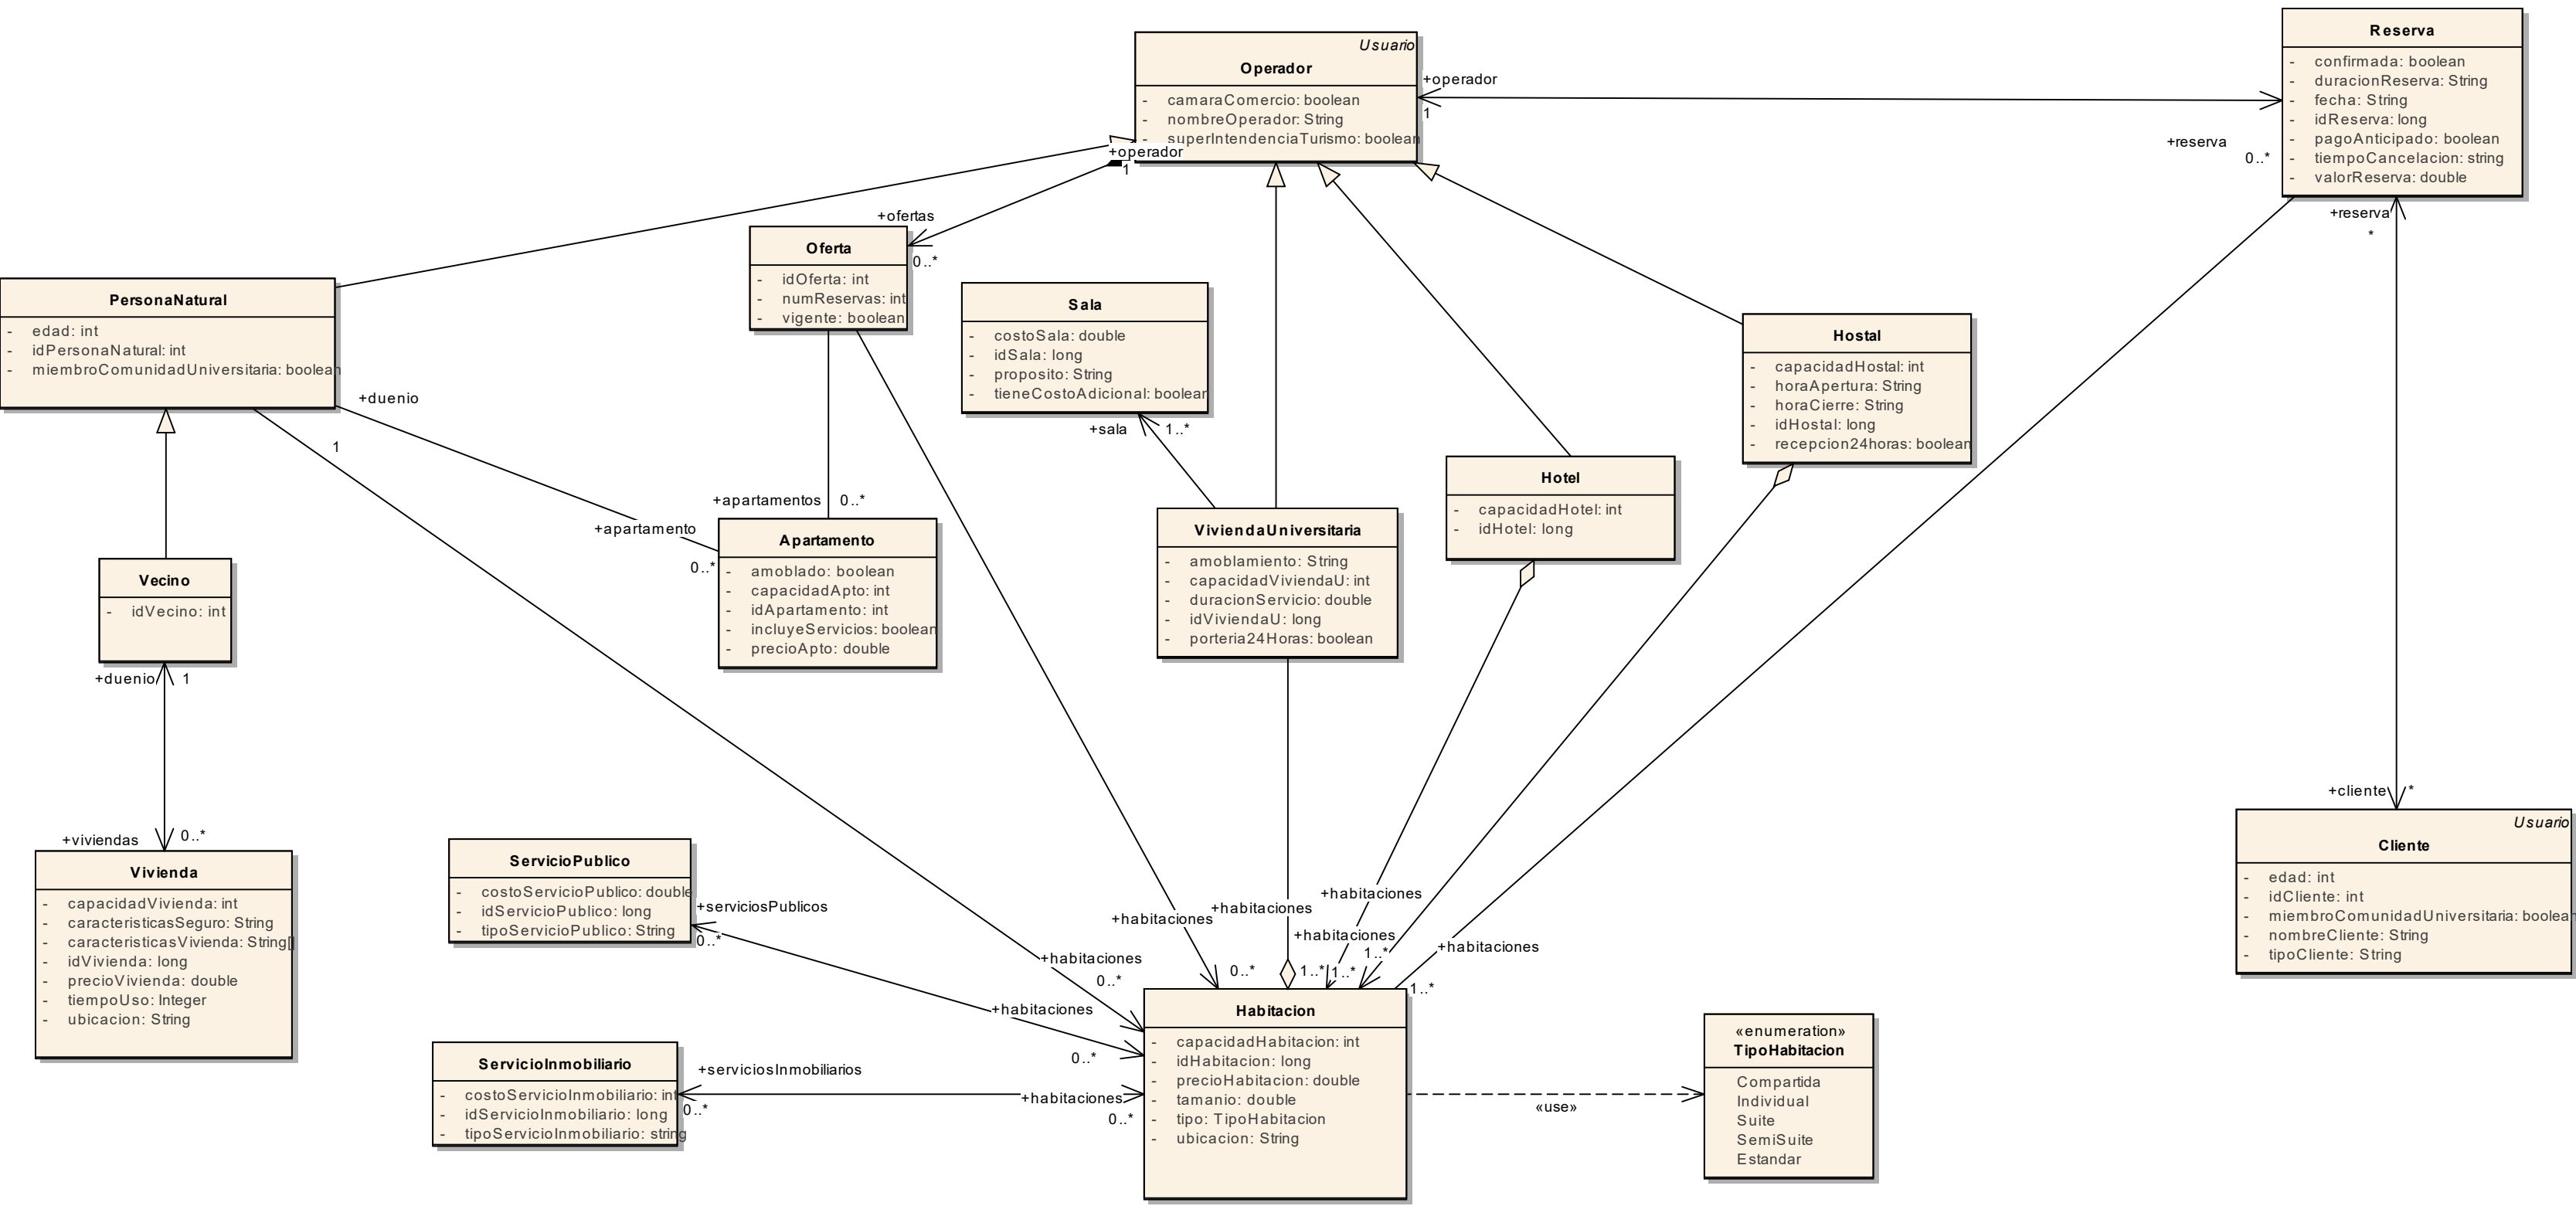 Usuario
Operador
- camaraComercio: boolean
- nombreOperador: String
- superIntendenciaTurismo: boolean
+operador
1
+operador
1
+reserva
0..*
Reserva
- confirmada: boolean
- duracionReserva: String
- fecha: String
- idReserva: long
- pagoAnticipado: boolean
- tiempoCancelacion: string
- valorReserva: double
+reserva
*
+ofertas
0..*
Oferta
- idOferta: int
- numReservas: int
- vigente: boolean
PersonaNatural
- edad: int
- idPersonaNatural: int
- miembroComunidadUniversitaria: boolean
+duenio
1
Sala
- costoSala: double
- idSala: long
- proposito: String
- tieneCostoAdicional: boolean
+sala
1..*
Hostal
- capacidadHostal: int
- horaApertura: String
- horaCierre: String
- idHostal: long
- recepcion24horas: boolean
Hotel
- capacidadHotel: int
- idHotel: long
+apartamentos
0..*
+apartamento
0..*
Apartamento
- amoblado: boolean
- capacidadApto: int
- idApartamento: int
- incluyeServicios: boolean
- precioApto: double
ViviendaUniversitaria
- amoblamiento: String
- capacidadViviendaU: int
- duracionServicio: double
- idViviendaU: long
- porteria24Horas: boolean
Vecino
- idVecino: int
+duenio
1
+viviendas
0..*
Vivienda
- capacidadVivienda: int
- caracteristicasSeguro: String
- caracteristicasVivienda: String[]
- idVivienda: long
- precioVivienda: double
- tiempoUso: Integer
- ubicacion: String
ServicioPublico
- costoServicioPublico: double
- idServicioPublico: long
- tipoServicioPublico: String
+serviciosPublicos
0..*
+habitaciones
0..*
ServicioInmobiliario
- costoServicioInmobiliario: int
- idServicioInmobiliario: long
- tipoServicioInmobiliario: string
+serviciosInmobiliarios
0..*
+habitaciones
0..*
+habitaciones
0..*
+habitaciones
0..*
+habitaciones
1..*
+habitaciones
1..*
+habitaciones
1..*
+habitaciones
1..*
Habitacion
- capacidadHabitacion: int
- idHabitacion: long
- precioHabitacion: double
- tamanio: double
- tipo: TipoHabitacion
- ubicacion: String
«use»
«enumeration»
TipoHabitacion
Compartida
Individual
Suite
SemiSuite
Estandar
+cliente
*
Usuario
Cliente
- edad: int
- idCliente: int
- miembroComunidadUniversitaria: boolean
- nombreCliente: String
- tipoCliente: String